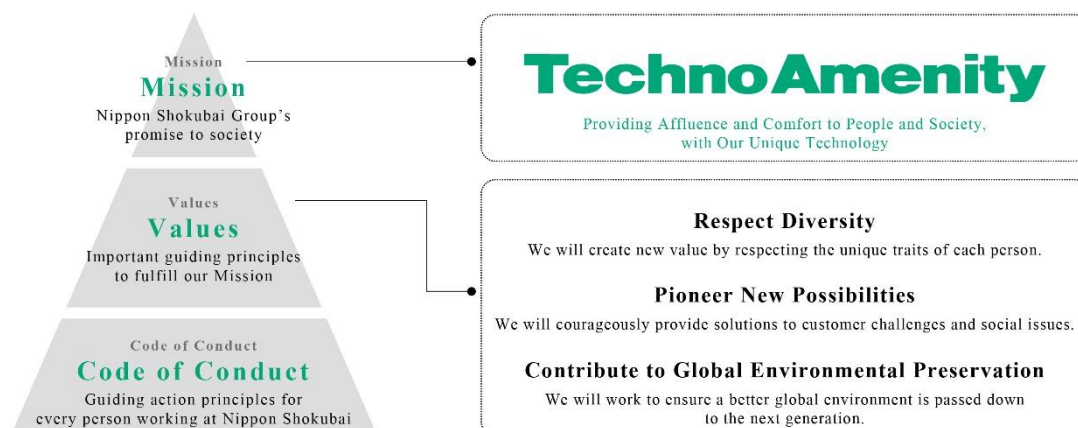 Mission
Mission
Nippon Shokubai Group's
promise to society
TechnoAmenity
Providing Affluence and Comfort to People and Society,
with Our Unique Technology
Values
Values
Important guiding principles
to fulfill our Mission
Respect Diversity
We will create new value by respecting the unique traits of each person.
Pioneer New Possibilities
We will courageously provide solutions to customer challenges and social issues.
Contribute to Global Environmental Preservation
We will work to ensure a better global environment is passed down
to the next generation.
Code of Conduct
Code of Conduct
Guiding action principles for
every person working at Nippon Shokubai